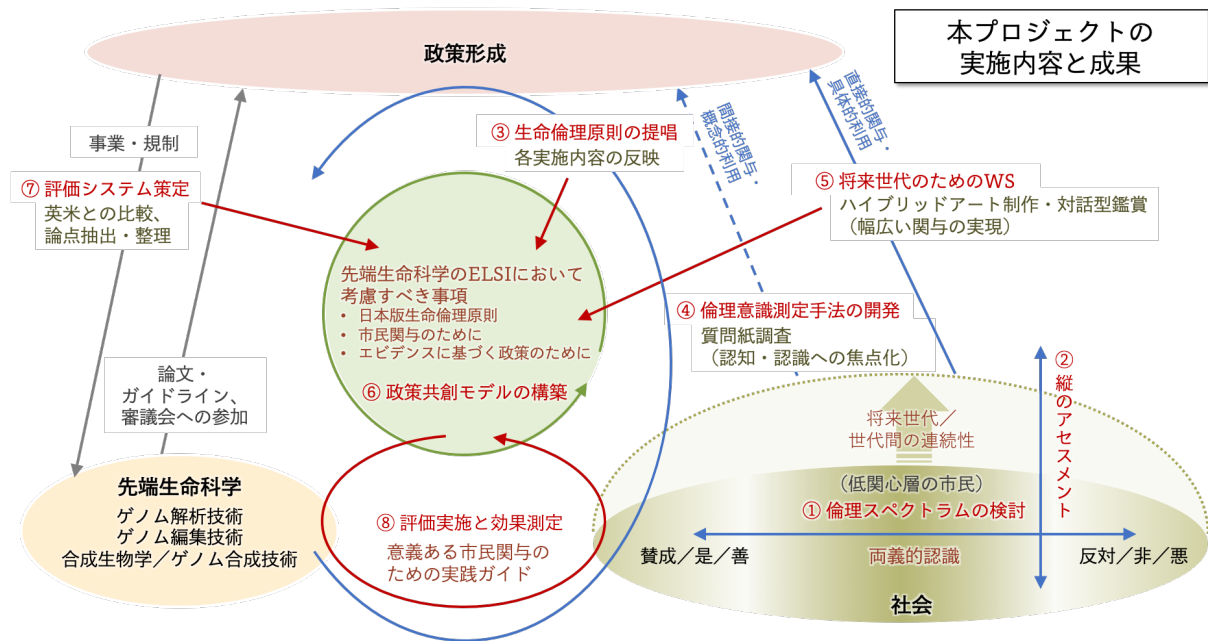 本プロジェクトの
実施内容と成果
政策形成
事業・規制
⑦ 評価システム策定
英米との比較、
論点抽出・整理
③ 生命倫理原則の提唱
各実施内容の反映
間接的関与・
概念的利用
直接的関与・
具体的利用
⑤ 将来世代のためのWS
ハイブリッドアート制作・対話型鑑賞
（幅広い関与の実現）
先端生命科学のELSIにおいて
考慮すべき事項
• 日本版生命倫理原則
• 市民関与のために
• エビデンスに基づく政策のために
⑥ 政策共創モデルの構築
④ 倫理意識測定手法の開発
質問紙調査
（認知・認識への焦点化）
論文・
ガイドライン、
審議会への参加
② 縦のアセスメント
将来世代／
世代間の連続性
（低関心層の市民）
① 倫理スペクトラムの検討
賛成／是／善
両義的認識
反対／非／悪
社会
先端生命科学
ゲノム解析技術
ゲノム編集技術
合成生物学／ゲノム合成技術
⑧ 評価実施と効果測定
意義ある市民関与の
ための実践ガイド